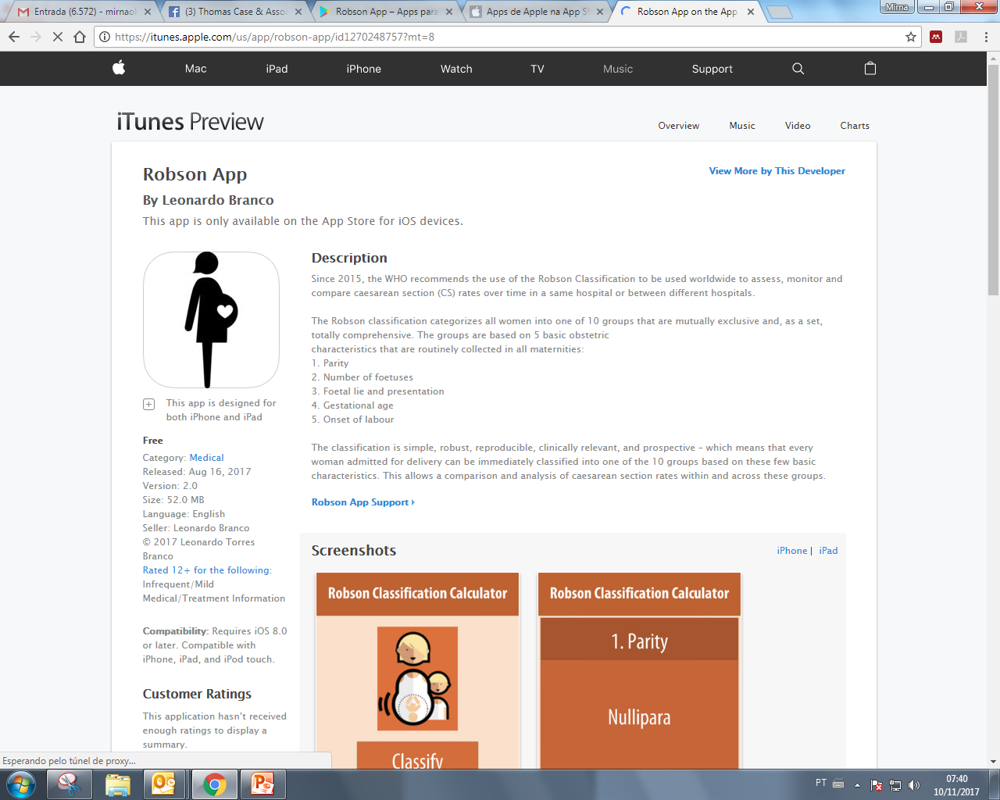 Entrada (6.572) - mirnaok
(3) Thomas Case & Assoc
Robson App – Apps para
Apps de Apple na App St
Robson App on the App
Mirna
https://itunes.apple.com/us/app/robson-app/id1270248757?mt=8
Mac
iPad
iPhone
Watch
TV
Music
Support
iTunes Preview
Overview
Music
Video
Charts
Robson App
View More by This Developer
By Leonardo Branco
This app is only available on the App Store for iOS devices.
This app is designed for
both iPhone and iPad
Free
Category: Medical
Released: Aug 16, 2017
Version: 2.0
Size: 52.0 MB
Language: English
Seller: Leonardo Branco
© 2017 Leonardo Torres
Branco
Rated 12+ for the following:
Infrequent/Mild
Medical/Treatment Information
Compatibility: Requires iOS 8.0
or later. Compatible with
iPhone, iPad, and iPod touch.
Customer Ratings
This application hasn't received
enough ratings to display a
summary.
Description
Since 2015, the WHO recommends the use of the Robson Classification to be used worldwide to assess, monitor and
compare caesarean section (CS) rates over time in a same hospital or between different hospitals.
The Robson classification categorizes all women into one of 10 groups that are mutually exclusive and, as a set,
totally comprehensive. The groups are based on 5 basic obstetric
characteristics that are routinely collected in all maternities:
1. Parity
2. Number of foetuses
3. Foetal lie and presentation
4. Gestational age
5. Onset of labour
The classification is simple, robust, reproducible, clinically relevant, and prospective – which means that every
woman admitted for delivery can be immediately classified into one of the 10 groups based on these few basic
characteristics. This allows a comparison and analysis of caesarean section rates within and across these groups.
Robson App Support
Screenshots
iPhone | iPad
Robson Classification Calculator
Classify
Robson Classification Calculator
1. Parity
Nullipara
Esperando pelo túnel de proxy...
PT
07:40
10/11/2017